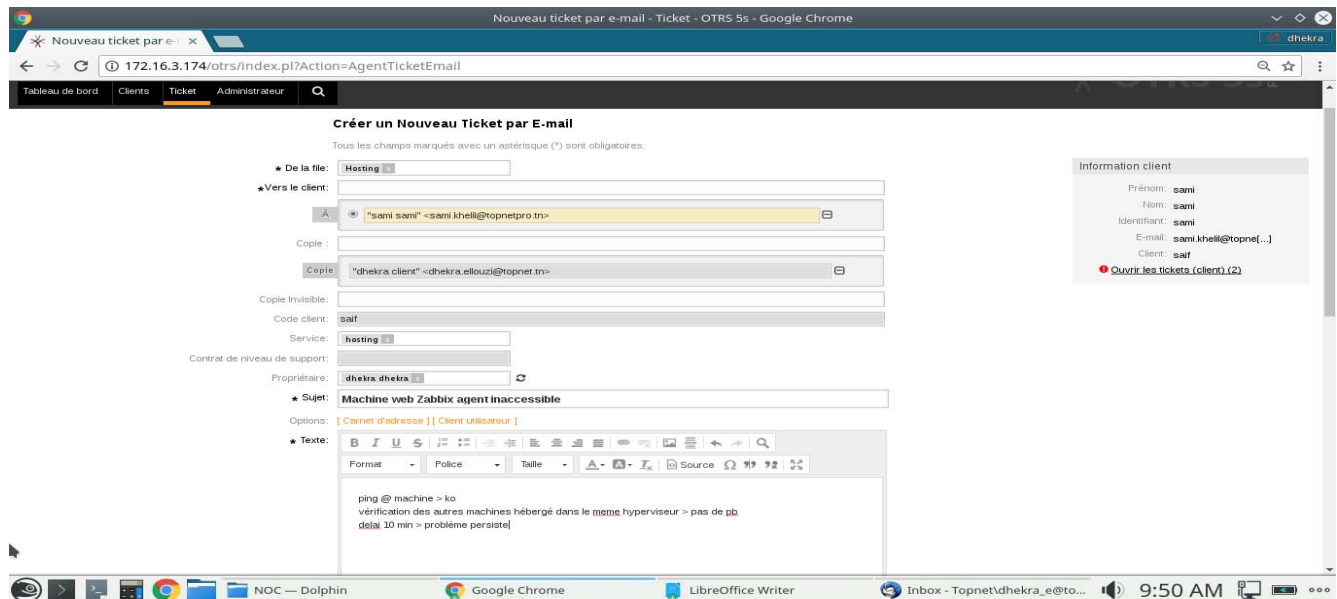 Nouveau ticket par e-mail - Ticket - OTRS 5s - Google Chrome
Nouveau ticket par e-
dhekra
172.16.3.174/otrs/index.pl?Action=AgentTicketEmail
Tableau de bord Clients Ticket Administrateur
Créer un Nouveau Ticket par E-mail
Tous les champs marqués avec un astérisque (*) sont obligatoires.
* De la file: Hosting
*Vers le client:
À "sami sami" <sami.khelil@topnetpro.tn>
Copie :
Copie "dhekra client" <dhekra.ellouzi@topnet.tn>
Copie Invisible:
Code client: saif
Service: hosting
Contrat de niveau de support:
Propriétaire: dhekra dhekra
* Sujet: Machine web Zabbix agent inaccessible
Options: [ Carnet d'adresse ] [ Client utilisateur ]
* Texte:
B I U S
Format Police Taille A A Ix Source Ω
ping @ machine > ko
vérification des autres machines hébergé dans le meme hyperviseur > pas de pb
delai 10 min > probléme persiste
Information client
Prénom: sami
Nom: sami
Identifiant: sami
E-mail: sami.khelil@topne[...]
Client: saif
Ouvrir les tickets (client) (2)
NOC — Dolphin Google Chrome LibreOffice Writer Inbox - Topnet\dhekra_e@to... 9:50 AM